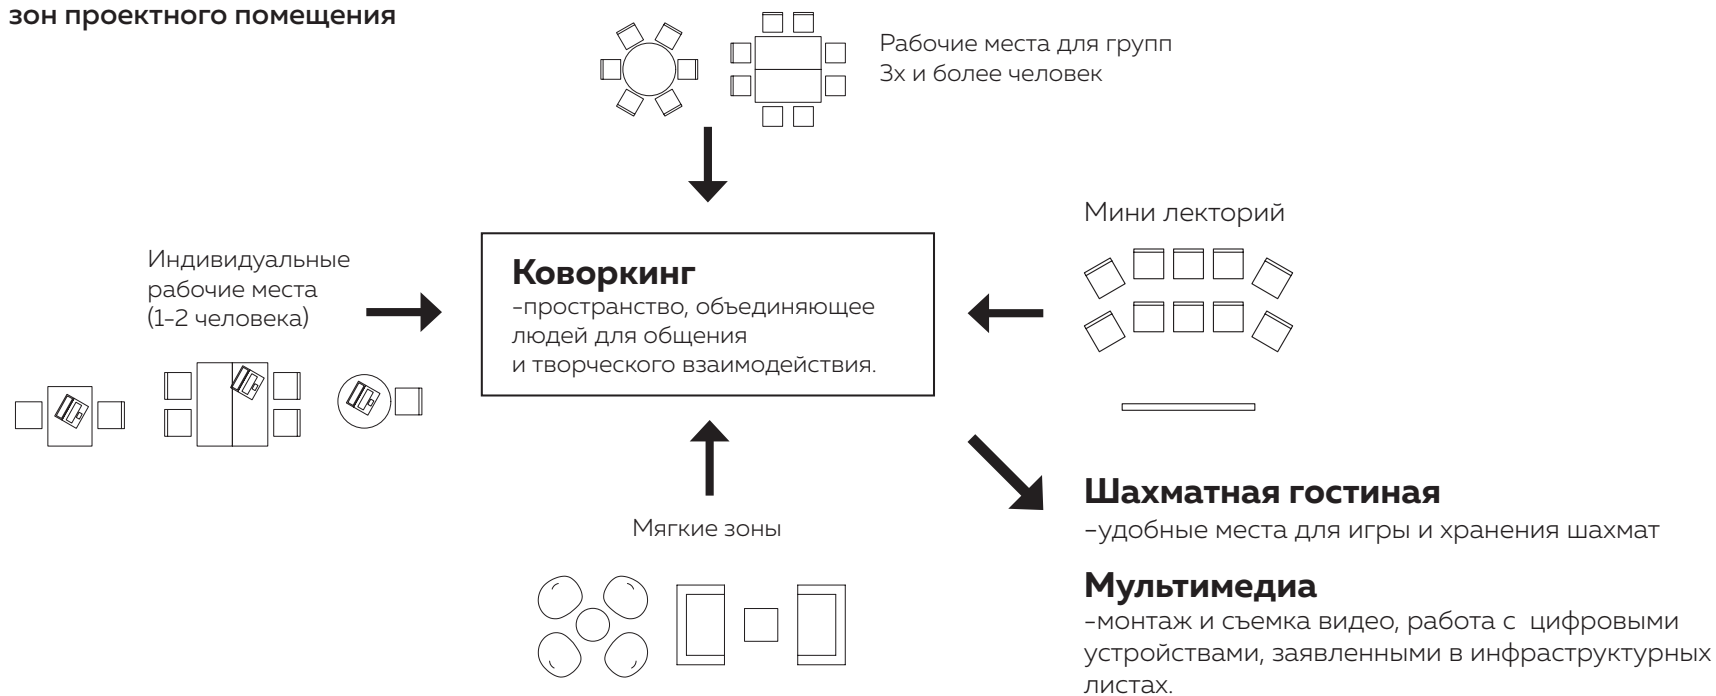 зон проектного помещения
Рабочие места для групп
3х и более человек
Мини лекторий
Индивидуальные
рабочие места
(1-2 человека)
Коворкинг
-пространство, объединяющее
людей для общения
и творческого взаимодействия.
Мягкие зоны
Шахматная гостиная
-удобные места для игры и хранения шахмат
Мультимедиа
-монтаж и съемка видео, работа с цифровыми
устройствами, заявленными в инфраструктурных
листах.